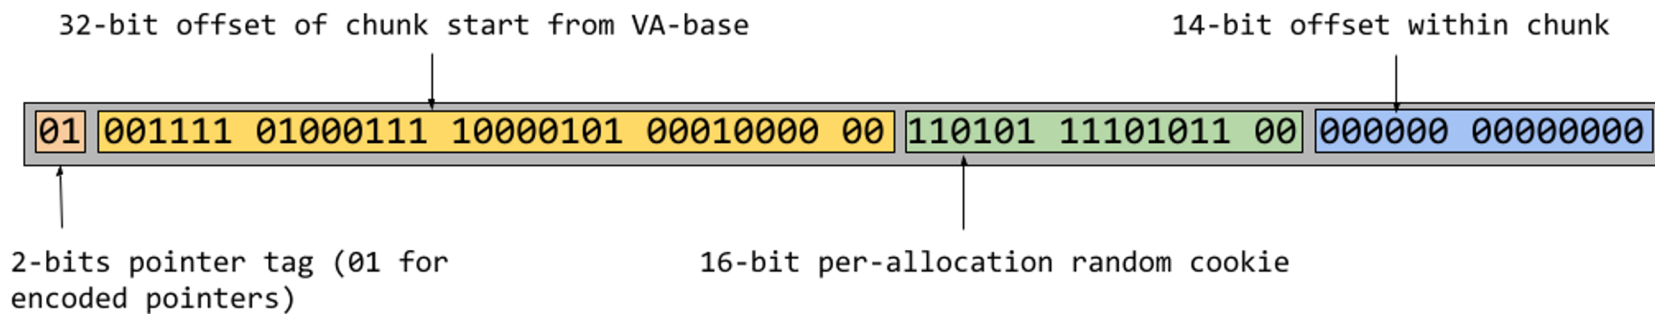 32-bit offset of chunk start from VA-base
14-bit offset within chunk
01 001111 01000111 10000101 00010000 00 110101 11101011 00 000000 00000000
2-bits pointer tag (01 for
encoded pointers)
16-bit per-allocation random cookie